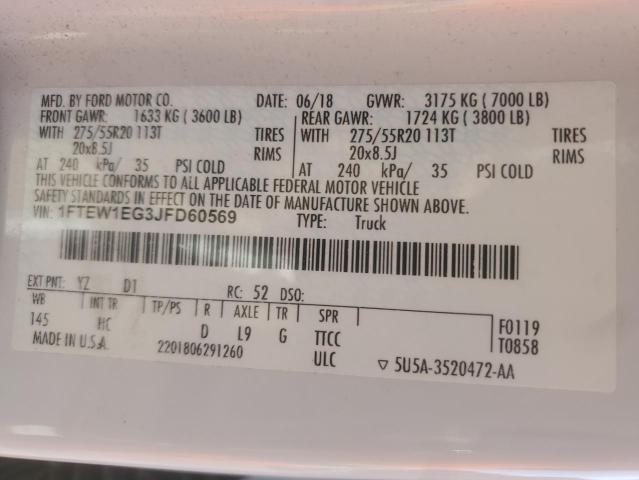 MFD. BY FORD MOTOR CO. DATE: 06/18 GVWR: 3175 KG ( 7000 LB)
FRONT GAWR: 1633 KG ( 3600 LB) REAR GAWR: 1724 KG ( 3800 LB)
WITH 275/55R20 113T TIRES WITH 275/55R20 113T TIRES
20x8.5J RIMS 20x8.5J RIMS
AT 240 kPa/ 35 PSI COLD AT 240 kPa/ 35 PSI COLD
THIS VEHICLE CONFORMS TO ALL APPLICABLE FEDERAL MOTOR VEHICLE
SAFETY STANDARDS IN EFFECT ON THE DATE OF MANUFACTURE SHOWN ABOVE.
VIN: 1FTEW1EG3JFD60569 TYPE: Truck
EXT PNT: YZ D1 RC: 52 DSO:
WB INT TR TP/PS R AXLE TR SPR F0119
145 HC D L9 G TTCC T0858
MADE IN U.S.A. 2201806291260 ULC ▽ 5U5A-3520472-AA